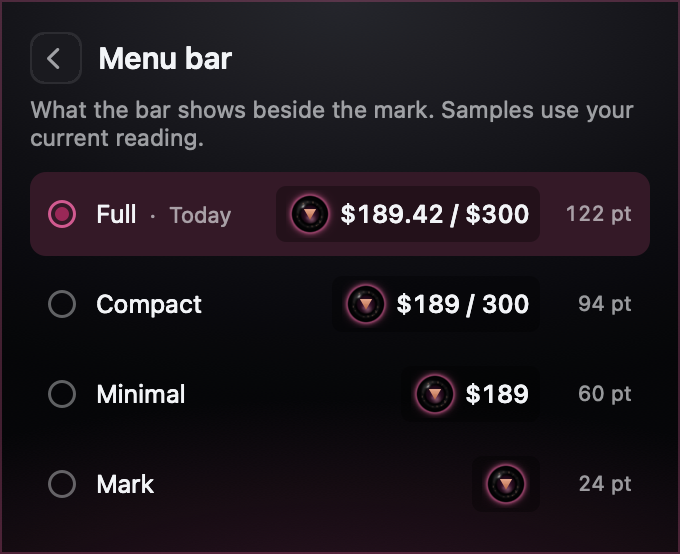 Menu bar
What the bar shows beside the mark. Samples use your
current reading.
Full · Today $189.42 / $300 122 pt
Compact $189 / 300 94 pt
Minimal $189 60 pt
Mark 24 pt